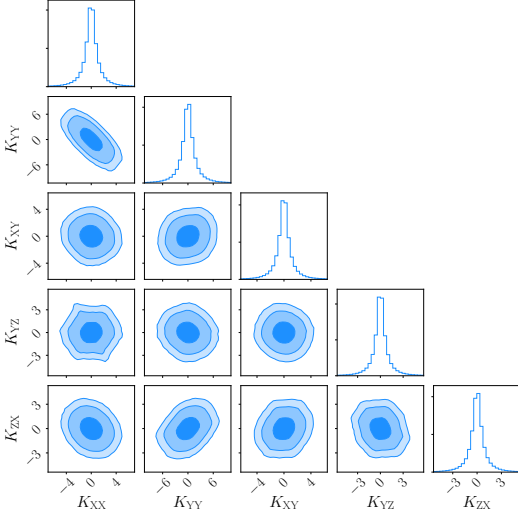 K_YY 6 0 −6
K_XY 4 0 −4
K_YZ 3 0 −3
K_ZX 3 0 −3
−4 0 4 −6 0 6 −4 0 4 −3 0 3 −3 0 3
K_XX K_YY K_XY K_YZ K_ZX